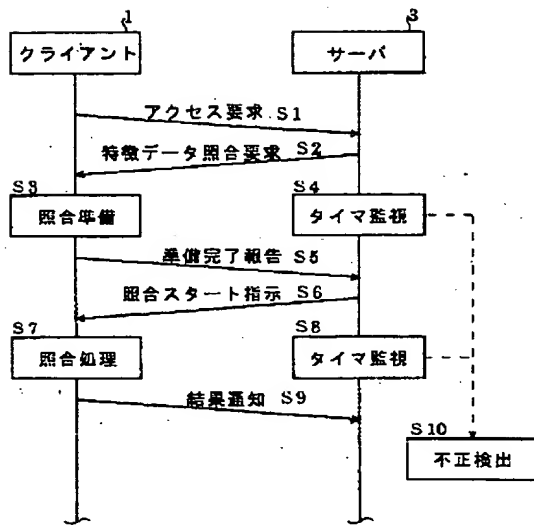 1
3
クライアント
サーバ
アクセス要求 S1
特徴データ照合要求 S2
S3
S4
照合準備
タイマ監視
準備完了報告 S5
照合スタート指示 S6
S7
S8
照合処理
タイマ監視
結果通知 S9
S10
不正検出